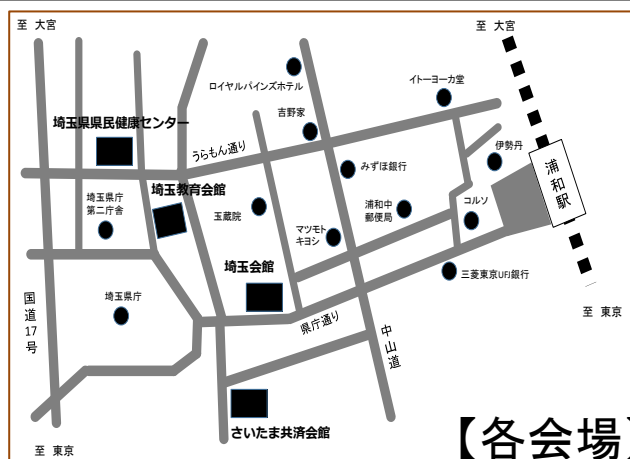 至 大宮
至 大宮
ロイヤルパインズホテル
イトーヨーカ堂
吉野家
埼玉県県民健康センター
うらもん通り
伊勢丹
みずほ銀行
浦和駅
埼玉教育会館
埼玉県庁
第二庁舎
玉蔵院
浦和中
郵便局
コルソ
マツモト
キヨシ
埼玉会館
三菱東京UFJ銀行
国道17号
埼玉県庁
県庁通り
中山道
至 東京
さいたま共済会館
【各会場】
至 東京